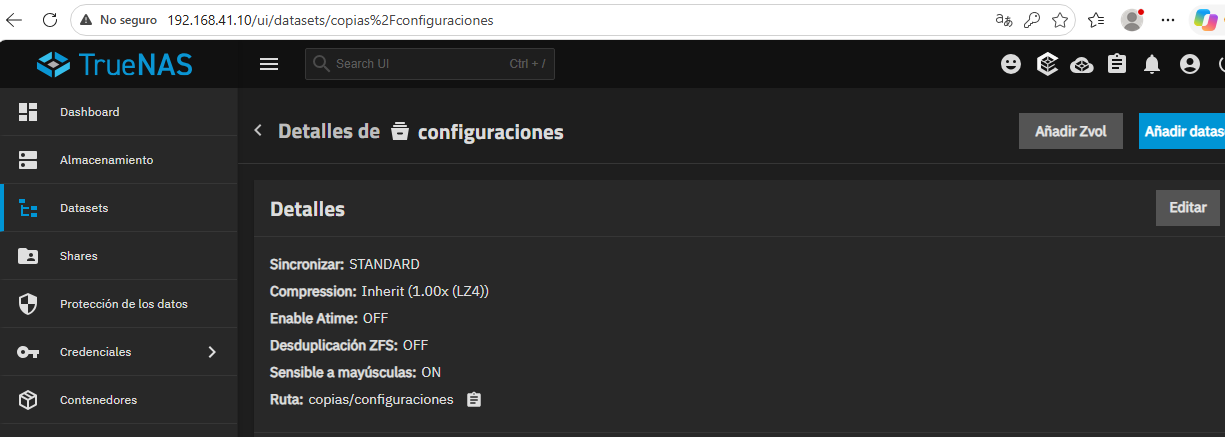 No seguro
192.168.41.10/ui/datasets/copias%2Fconfiguraciones
TrueNAS
Search UI
Ctrl + /
Dashboard
Almacenamiento
Datasets
Shares
Protección de los datos
Credenciales
Contenedores
Detalles de configuraciones
Añadir Zvol
Añadir datas
Detalles
Editar
Sincronizar: STANDARD
Compression: Inherit (1.00x (LZ4))
Enable Atime: OFF
Desduplicación ZFS: OFF
Sensible a mayúsculas: ON
Ruta: copias/configuraciones